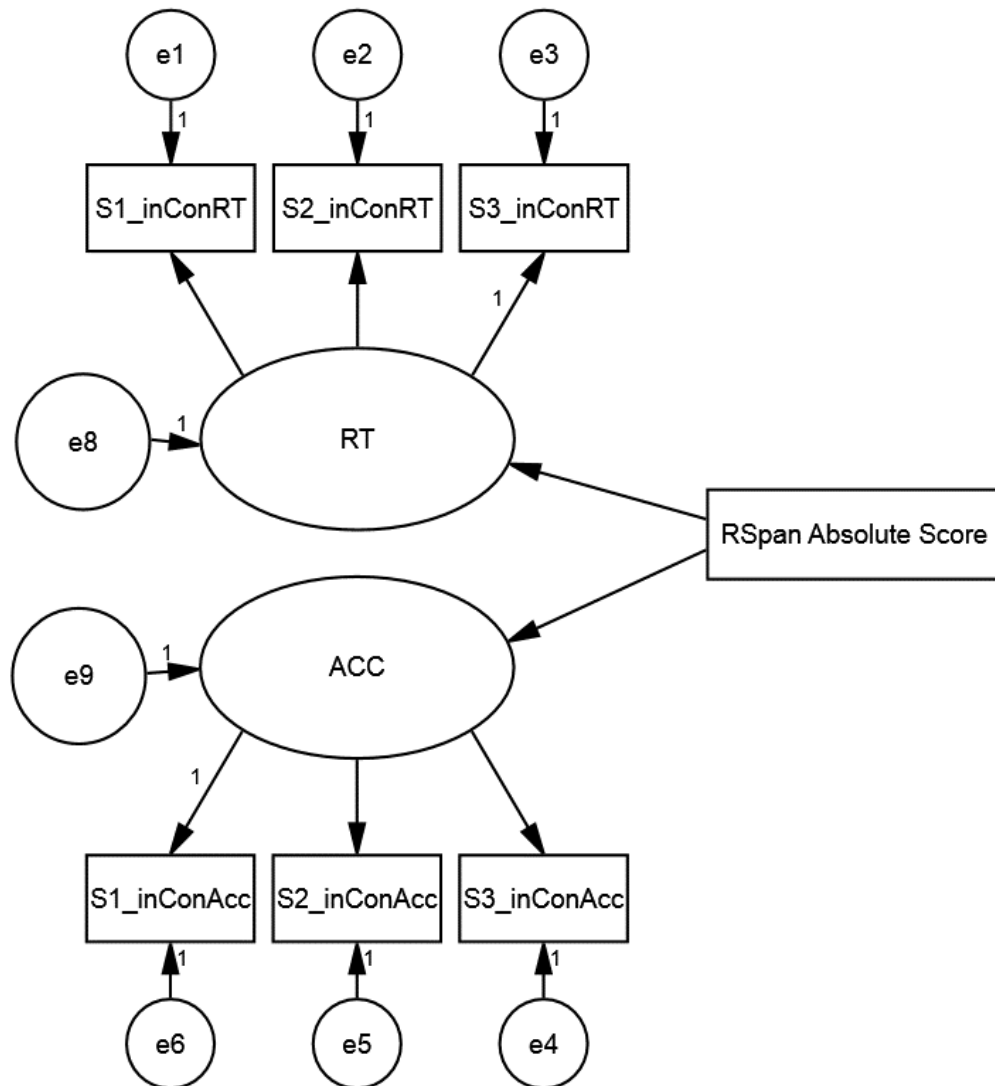 e1 e2 e3
1 1 1
S1_inConRT S2_inConRT S3_inConRT
1
1
e8 RT
RSpan Absolute Score
1
e9 ACC
1
S1_inConAcc S2_inConAcc S3_inConAcc
1 1 1
e6 e5 e4